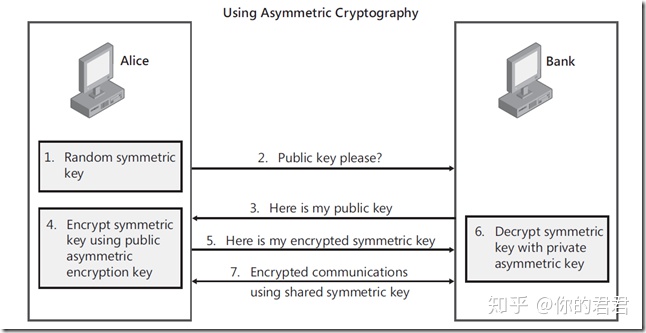 Using Asymmetric Cryptography
Alice
Bank
1. Random symmetric
key
2. Public key please?
3. Here is my public key
4. Encrypt symmetric
key using public
asymmetric
encryption key
5. Here is my encrypted symmetric key
6. Decrypt symmetric
key with private
asymmetric key
7. Encrypted communications
using shared symmetric key
知乎 @你的君君